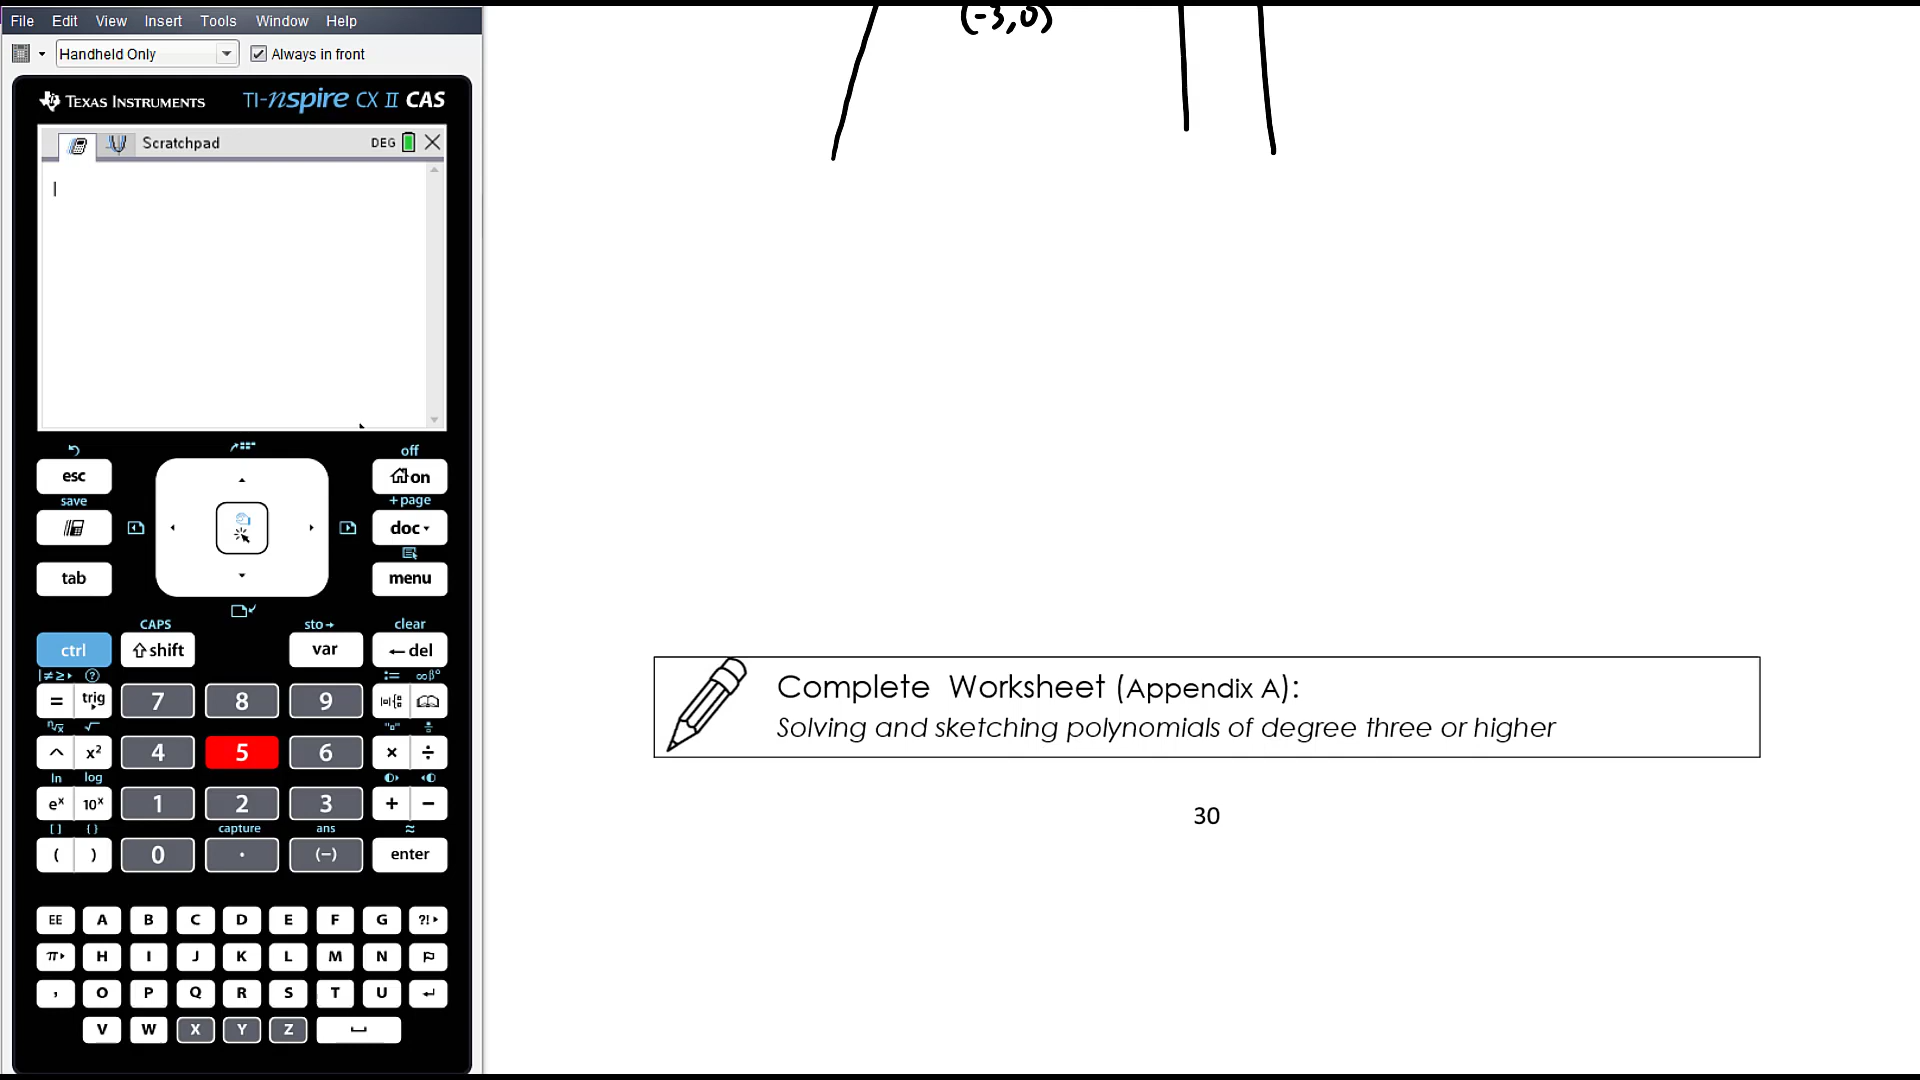 File Edit View Insert Tools Window Help
Handheld Only Always in front
TEXAS INSTRUMENTS TI-nspire CX II CAS
Scratchpad DEG
off
esc on
save + page
doc
tab menu
CAPS sto→ clear
ctrl shift var ← del
|≠≥▸ ? := ∞β°
= trig 7 8 9
ⁿ√x √ "□" ÷
^ x² 4 5 6 × ÷
ln log
eˣ 10ˣ 1 2 3 + −
[ ] { } capture ans ≈
( ) 0 . (−) enter
EE A B C D E F G ?!▸
π▸ H I J K L M N
, O P Q R S T U ↵
V W X Y Z
(-3,0)
Complete Worksheet (Appendix A):
Solving and sketching polynomials of degree three or higher
30